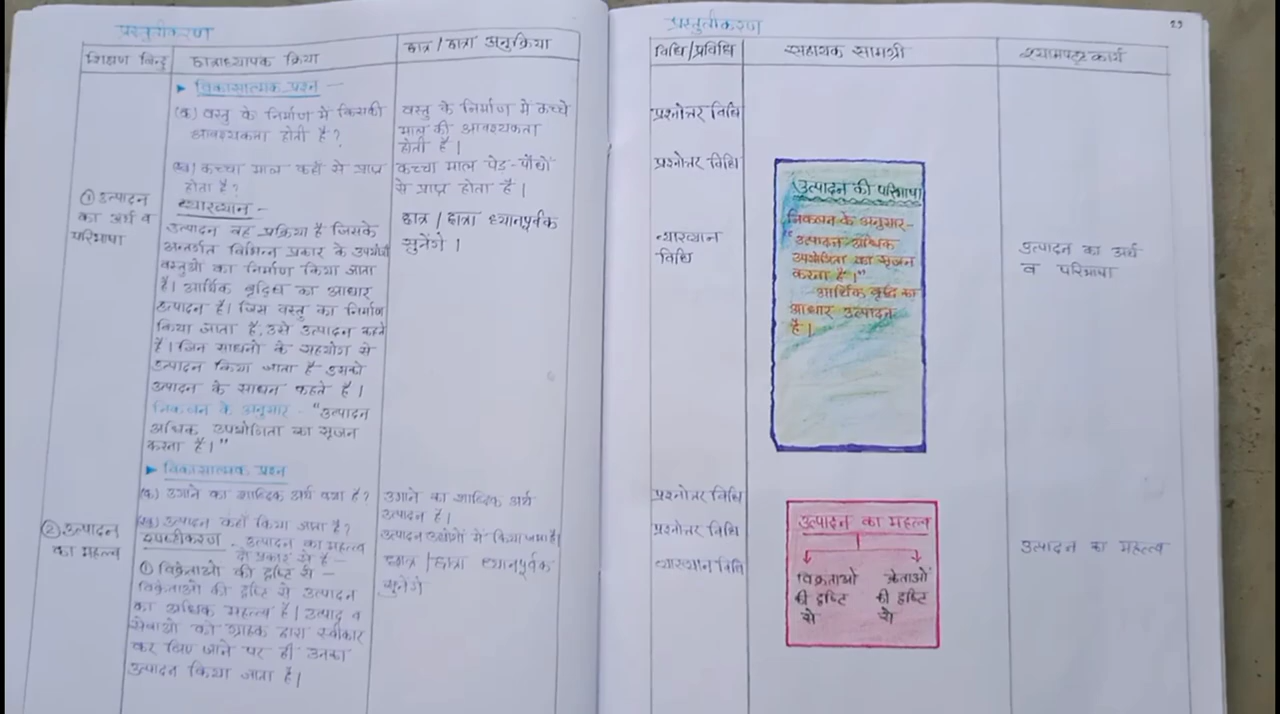 प्रस्तुतीकरण
शिक्षण बिन्दु
छात्राध्यापक क्रिया
छात्र / छात्रा अनुक्रिया
① उत्पादन
का अर्थ व
परिभाषा
▶ विकासात्मक प्रश्न –
(क) वस्तु के निर्माण में किसकी
आवश्यकता होती है ?
(ख) कच्चा माल कहाँ से प्राप्त
होता है ?
व्याख्यान –
उत्पादन वह प्रक्रिया है जिसके
अन्तर्गत विभिन्न प्रकार के उपयोगी
वस्तुओ का निर्माण किया जाता
है। आर्थिक वृद्धि का आधार
उत्पादन है। जिस वस्तु का निर्माण
किया जाता है, उसे उत्पादन कहते
है। जिन साधनो के सहयोग से
उत्पादन किया जाता है उसको
उत्पादन के साधन कहते है।
के अनुसार - "उत्पादन
अधिक उपयोगिता का सृजन
करता है।"
वस्तु के निर्माण में कच्चे
माल की आवश्यकता
होती है।
कच्चा माल पेड़-पौधों
से प्राप्त होता है।
छात्र / छात्रा ध्यानपूर्वक
सुनेंगे।
② उत्पादन
का महत्व
▶ विकासात्मक प्रश्न
(क) उगाने का शाब्दिक अर्थ क्या है ?
(ख) उत्पादन कहाँ किया जाता है ?
स्पष्टीकरण - उत्पादन का महत्व
दो प्रकार से है –
① विक्रेताओ की दृष्टि से –
विक्रेताओ की दृष्टि से उत्पादन
का अधिक महत्व है। उत्पाद व
सेवाओ को ग्राहक द्वारा स्वीकार
कर लिए जाने पर ही उनका
उत्पादन किया जाता है।
उगाने का शाब्दिक अर्थ
उत्पादन है।
उत्पादन उद्योगों में किया जाता है।
छात्र / छात्रा ध्यानपूर्वक
सुनेगे
प्रस्तुतीकरण
विधि/प्रविधि
सहायक सामग्री
श्यामपट्ट कार्य
प्रश्नोत्तर विधि
प्रश्नोत्तर विधि
व्याख्यान
विधि
उत्पादन की परिभाषा
के अनुसार-
"उत्पादन अधिक
उपयोगिता का सृजन
करता है।"
आर्थिक वृद्धि का
आधार उत्पादन
है।
उत्पादन का अर्थ
व परिभाषा
प्रश्नोत्तर विधि
प्रश्नोत्तर विधि
व्याख्यान विधि
उत्पादन का महत्व
विक्रेताओ
की दृष्टि
से
क्रेताओं
की दृष्टि
से
उत्पादन का महत्व